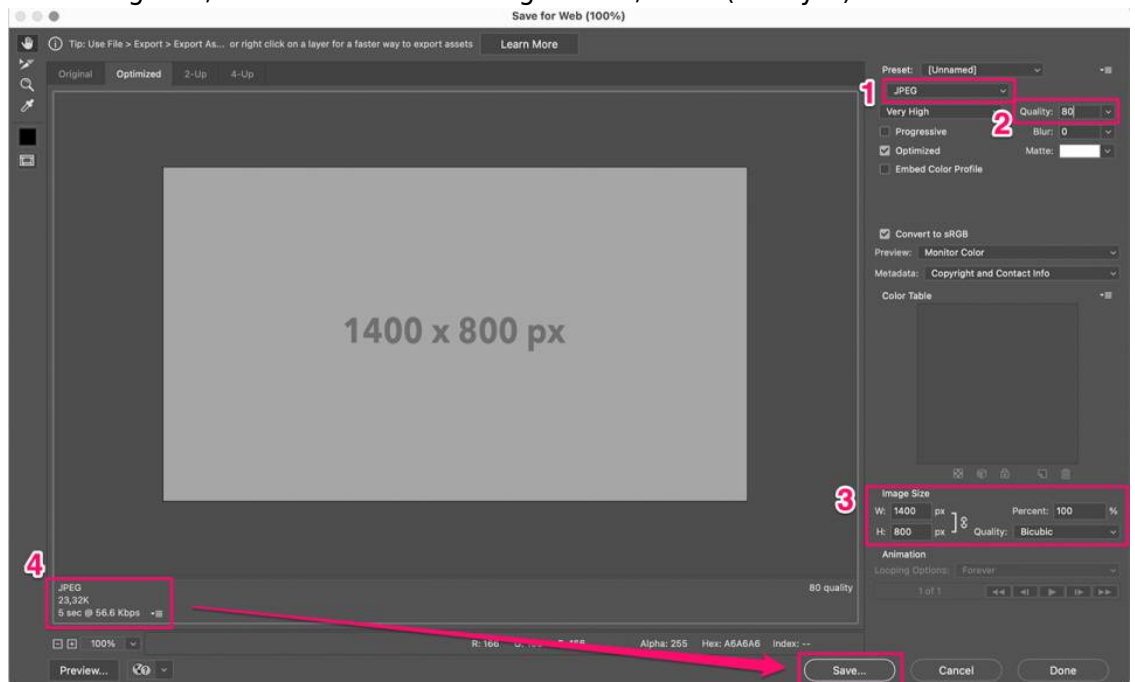 Save for Web (100%)
Tip: Use File > Export > Export As... or right click on a layer for a faster way to export assets
Learn More
Original Optimized 2-Up 4-Up
Preset: [Unnamed]
1
JPEG
Very High
2
Quality: 80
Progressive
Blur: 0
Optimized
Matte:
Embed Color Profile
Convert to sRGB
Preview: Monitor Color
Metadata: Copyright and Contact Info
Color Table
1400 x 800 px
3
Image Size
W: 1400 px
Percent: 100 %
H: 800 px
Quality: Bicubic
Animation
Looping Options: Forever
1 of 1
4
JPEG
23,32K
5 sec @ 56.6 Kbps
80 quality
100%
R: 166
Alpha: 255 Hex: A6A6A6 Index: --
Preview...
Save...
Cancel
Done